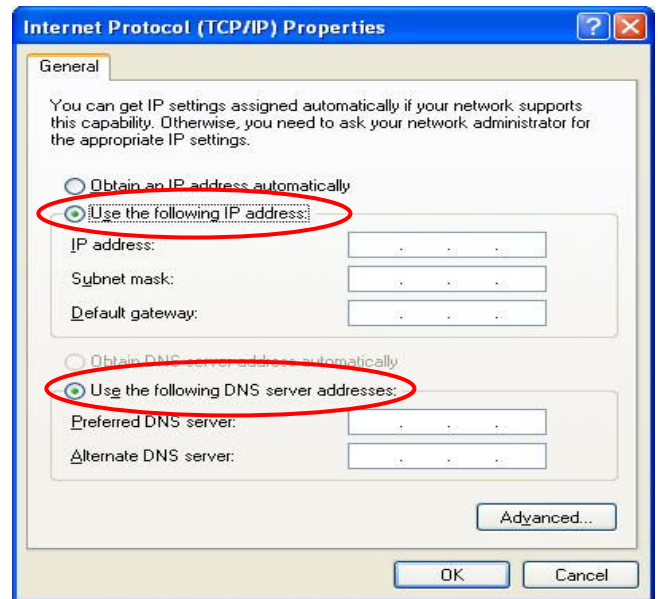 Internet Protocol (TCP/IP) Properties
General
You can get IP settings assigned automatically if your network supports
this capability. Otherwise, you need to ask your network administrator for
the appropriate IP settings.
Obtain an IP address automatically
Use the following IP address:
IP address:
Subnet mask:
Default gateway:
Obtain DNS server address automatically
Use the following DNS server addresses:
Preferred DNS server:
Alternate DNS server:
Advanced...
OK Cancel